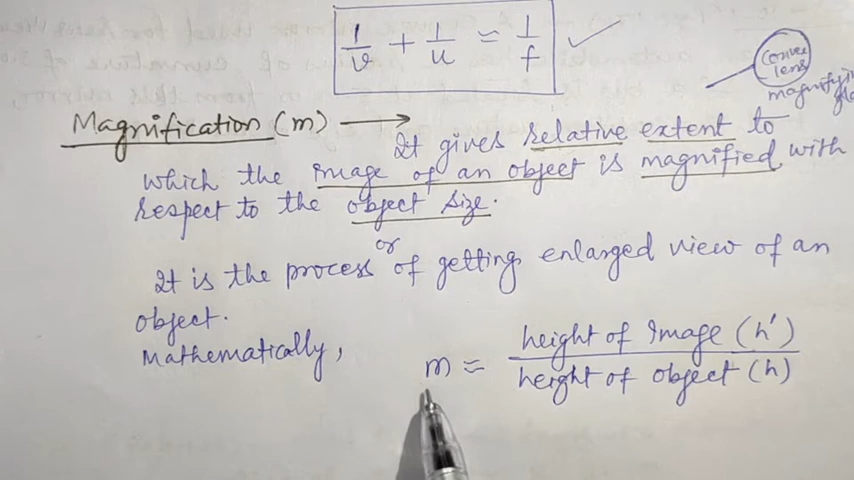 1/v + 1/u = 1/f ✓
Convex
lens
magnifying
Magnification (m) →
It gives relative extent to
which the image of an object is magnified with
respect to the object size.
or
It is the process of getting enlarged view of an
object.
Mathematically,
m = height of Image (h') / height of object (h)